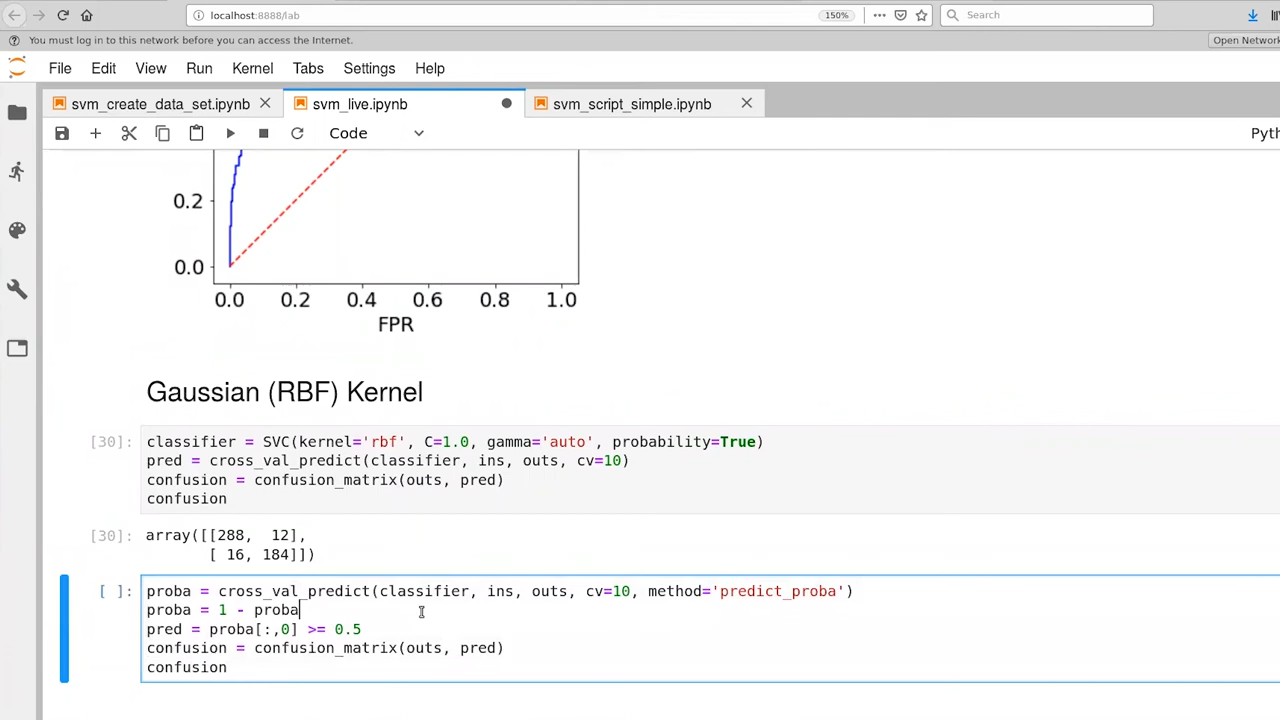 localhost:8888/lab
150%
Search
You must log in to this network before you can access the Internet.
Open Network
File Edit View Run Kernel Tabs Settings Help
svm_create_data_set.ipynb
svm_live.ipynb
svm_script_simple.ipynb
Code
Pyth
0.2
0.0
0.0 0.2 0.4 0.6 0.8 1.0
FPR
Gaussian (RBF) Kernel
[30]: classifier = SVC(kernel='rbf', C=1.0, gamma='auto', probability=True)
pred = cross_val_predict(classifier, ins, outs, cv=10)
confusion = confusion_matrix(outs, pred)
confusion
[30]: array([[288, 12],
[ 16, 184]])
[ ]: proba = cross_val_predict(classifier, ins, outs, cv=10, method='predict_proba')
proba = 1 - proba
pred = proba[:,0] >= 0.5
confusion = confusion_matrix(outs, pred)
confusion